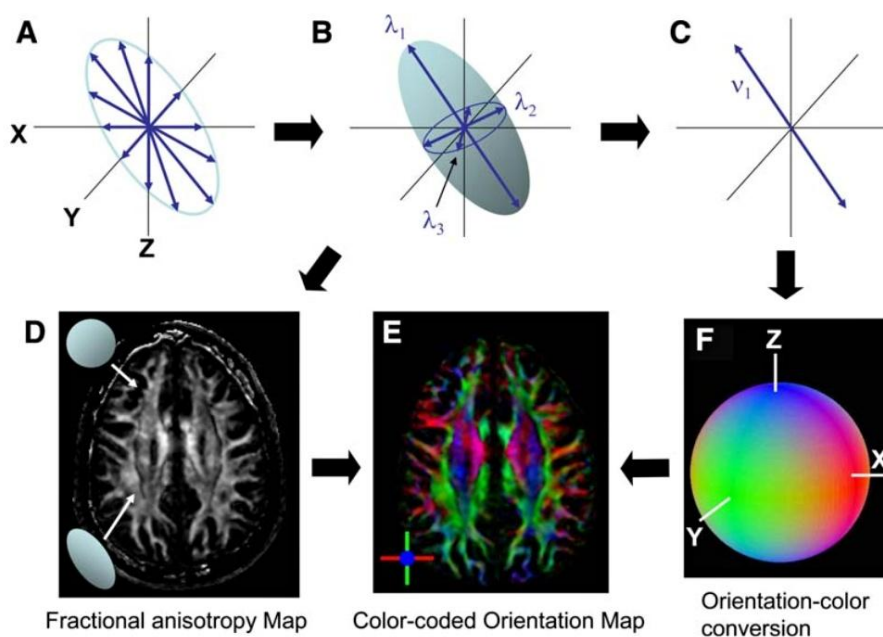 A
B
C
λ1
λ2
λ3
ν1
X
Y
Z
D
E
F
Z
X
Y
Fractional anisotropy Map
Color-coded Orientation Map
Orientation-color
conversion